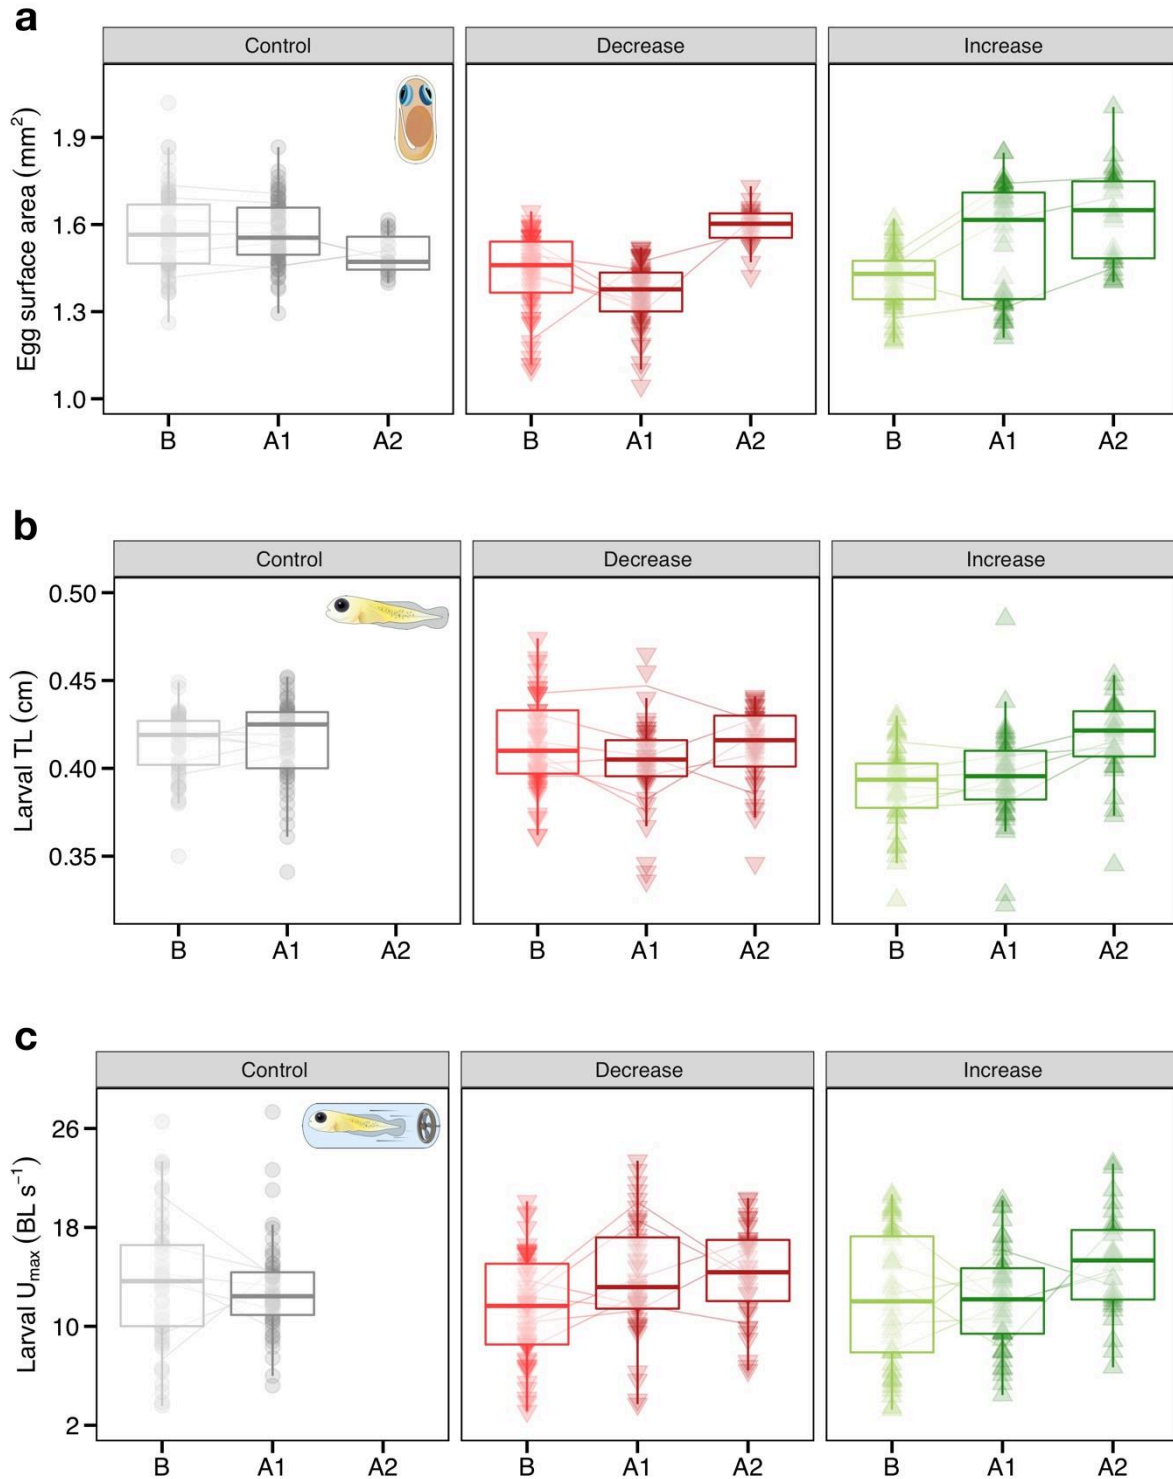 a
Control Decrease Increase
Egg surface area (mm²)
1.9
1.6
1.3
1.0
B A1 A2 B A1 A2 B A1 A2
b
Control Decrease Increase
Larval TL (cm)
0.50
0.45
0.40
0.35
B A1 A2 B A1 A2 B A1 A2
c
Control Decrease Increase
Larval Umax (BL s⁻¹)
26
18
10
2
B A1 A2 B A1 A2 B A1 A2